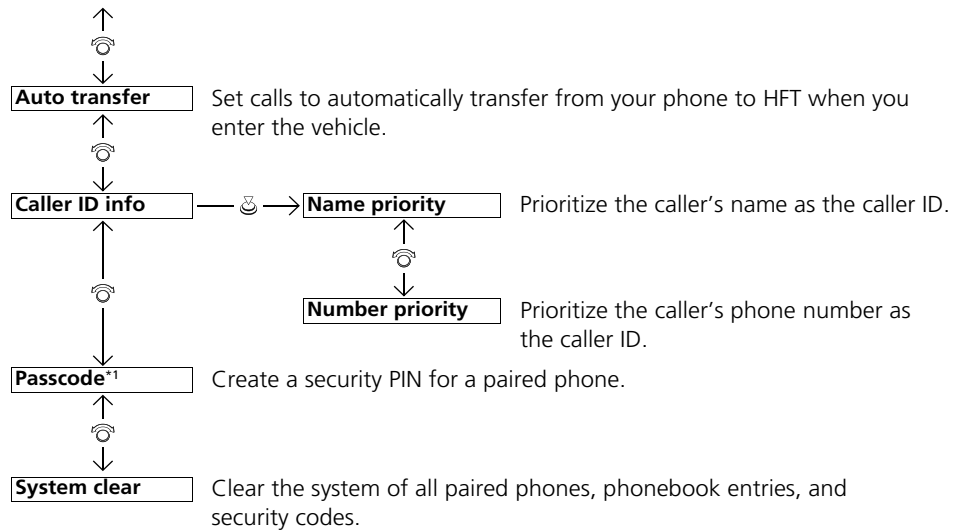 Auto transfer
Set calls to automatically transfer from your phone to HFT when you
enter the vehicle.
Caller ID info
Name priority
Prioritize the caller's name as the caller ID.
Number priority
Prioritize the caller's phone number as
the caller ID.
Passcode*1
Create a security PIN for a paired phone.
System clear
Clear the system of all paired phones, phonebook entries, and
security codes.